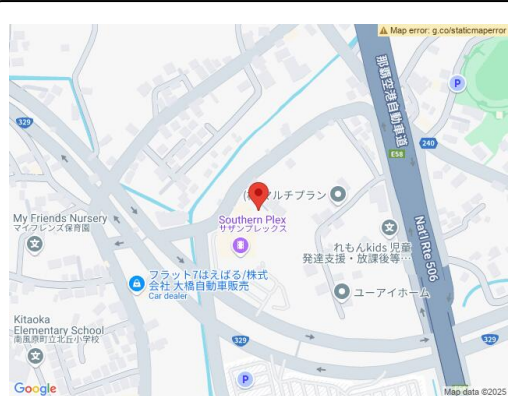 Map error: g.co/staticmaperror
那覇空港自動車道
P
329
240
E58
(株)マルチプラン
My Friends Nursery
マイフレンズ保育園
Southern Plex
サザンプレックス
Nat'l Rte 506
れもんkids 児童
発達支援・放課後等...
フラット7はえばる/株式
会社 大橋自動車販売
Car dealer
ユーアイホーム
Kitaoka
Elementary School
南風原町立北丘小学校
329
329
P
Google
Map data ©2025